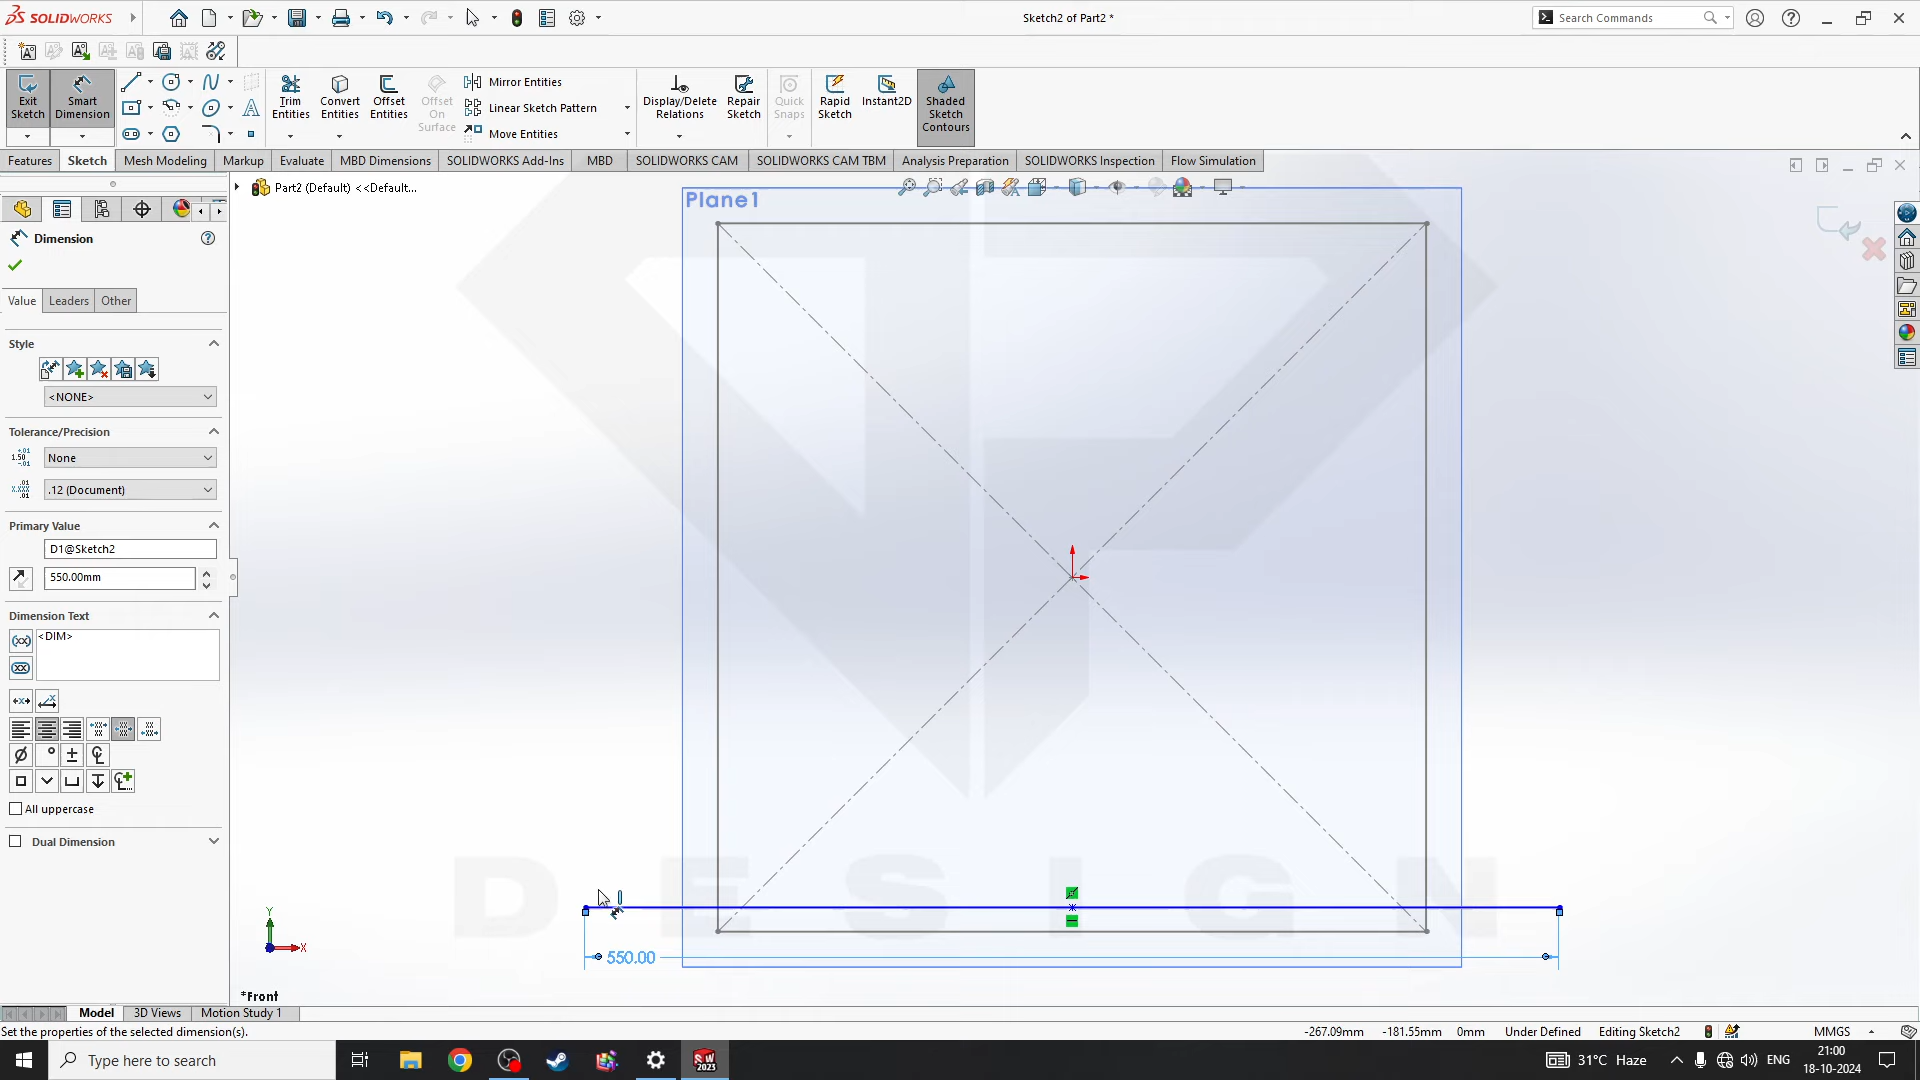 SOLIDWORKS
Sketch2 of Part2 *
Search Commands
Exit Sketch
Smart Dimension
Trim Entities
Convert Entities
Offset Entities
Offset On Surface
Mirror Entities
Linear Sketch Pattern
Move Entities
Display/Delete Relations
Repair Sketch
Quick Snaps
Rapid Sketch
Instant2D
Shaded Sketch Contours
Features
Sketch
Mesh Modeling
Markup
Evaluate
MBD Dimensions
SOLIDWORKS Add-Ins
MBD
SOLIDWORKS CAM
SOLIDWORKS CAM TBM
Analysis Preparation
SOLIDWORKS Inspection
Flow Simulation
Part2 (Default) <<Default...
Plane1
Dimension
Value
Leaders
Other
Style
<NONE>
Tolerance/Precision
None
.12 (Document)
Primary Value
D1@Sketch2
550.00mm
Dimension Text
<DIM>
All uppercase
Dual Dimension
DESIGN
550.00
Y
X
*Front
Model
3D Views
Motion Study 1
Set the properties of the selected dimension(s).
-267.09mm
-181.55mm
0mm
Under Defined
Editing Sketch2
MMGS
Type here to search
SW 2023
31°C Haze
ENG
21:00
18-10-2024